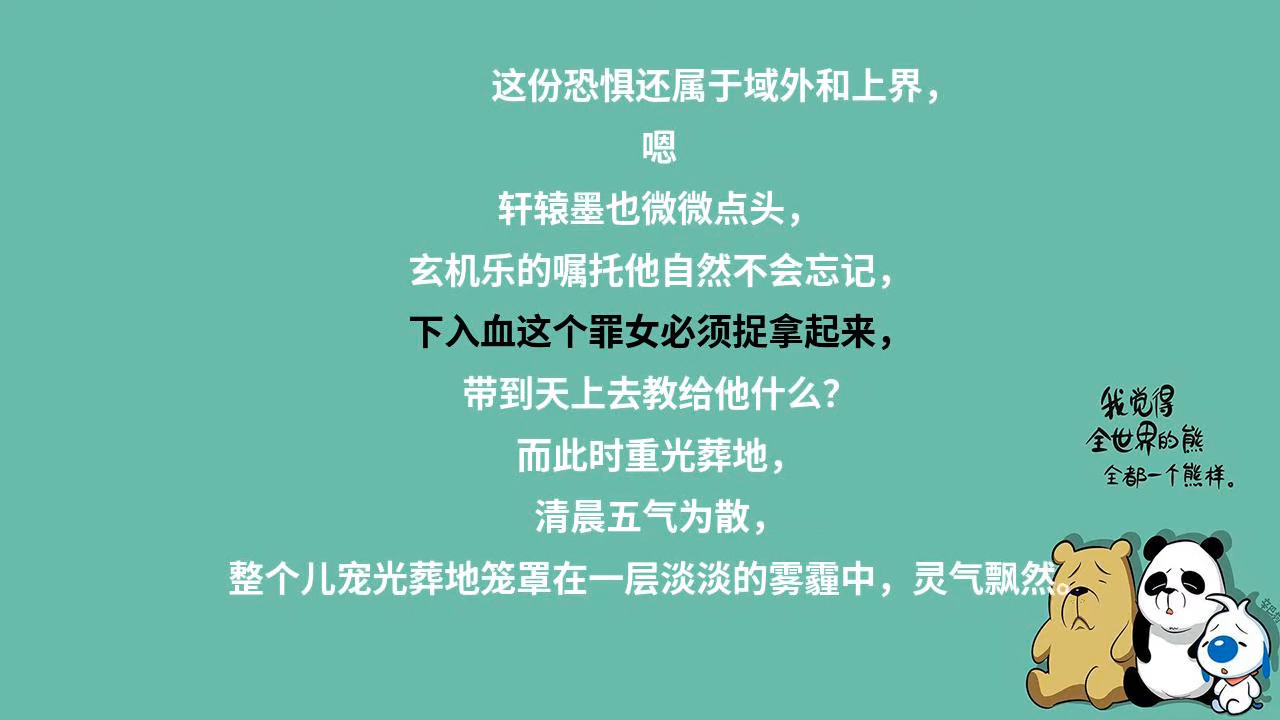 这份恐惧还属于域外和上界，
嗯
轩辕墨也微微点头，
玄机乐的嘱托他自然不会忘记，
下入血这个罪女必须捉拿起来，
带到天上去教给他什么？
而此时重光葬地，
清晨五气为散，
整个儿宠光葬地笼罩在一层淡淡的雾霾中，灵气飘然。
我觉得
全世界的熊
全都一个熊样。